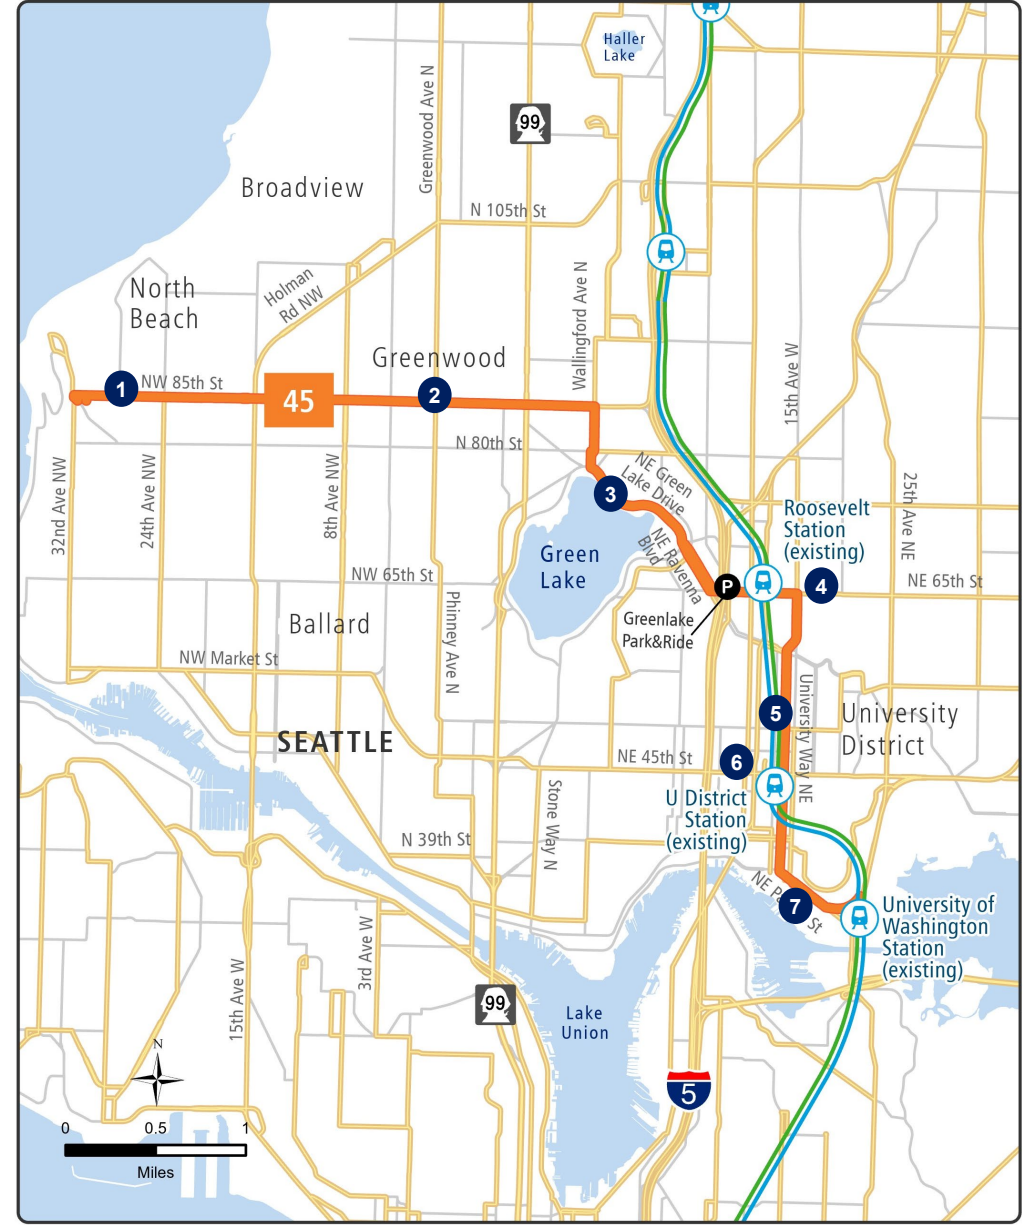 Haller
Lake
Greenwood Ave N
99
Broadview
N 105th St
North
Beach
Holman
Rd NW
Wallingford Ave N
Greenwood
15th Ave W
1
NW 85th St
45
2
N 80th St
NE Green
Lake Drive
32nd Ave NW
24th Ave NW
8th Ave NW
3
25th Ave NE
Roosevelt
Station
(existing)
Green
Lake
NE Ravenna
Blvd
NW 65th St
P
4
NE 65th St
Phinney Ave N
Ballard
Greenlake
Park&Ride
NW Market St
University Way NE
5
University
District
SEATTLE
NE 45th St
6
U District
Station
(existing)
Stone Way N
N 39th St
NE Pa
St
7
University of
Washington
Station
(existing)
3rd Ave W
15th Ave W
99
Lake
Union
N
5
0 0.5 1
Miles